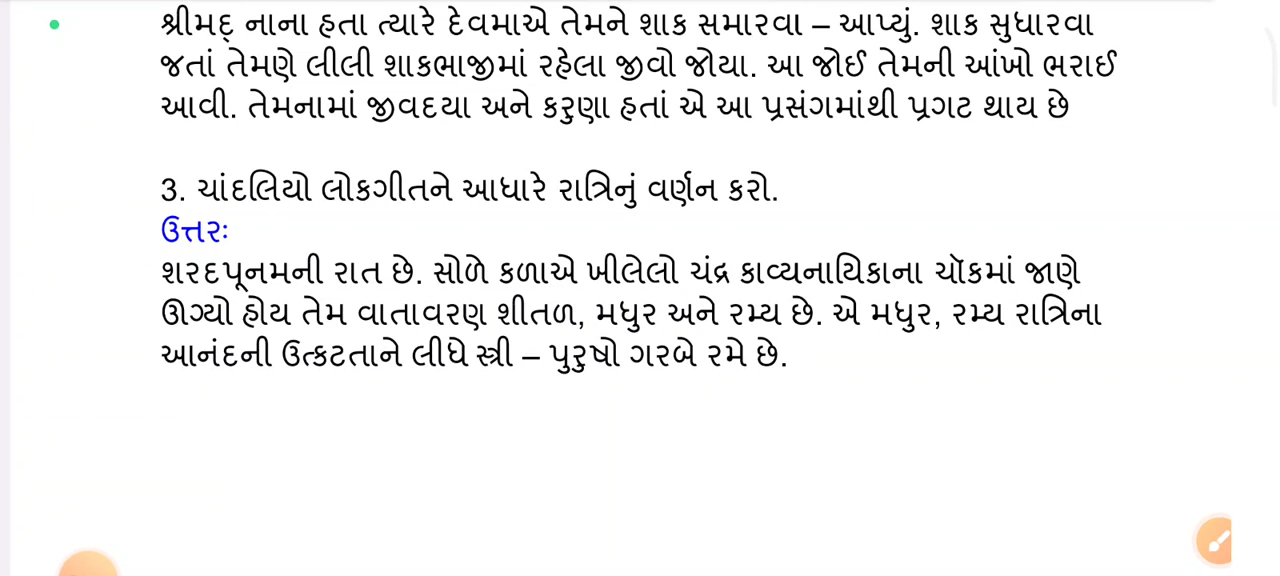 શ્રીમદ્ નાના હતા ત્યારે દેવમાએ તેમને શાક સમારવા – આપ્યું. શાક સુધારવા
જતાં તેમણે લીલી શાકભાજીમાં રહેલા જીવો જોયા. આ જોઈ તેમની આંખો ભરાઈ
આવી. તેમનામાં જીવદયા અને કરુણા હતાં એ આ પ્રસંગમાંથી પ્રગટ થાય છે
3. ચાંદલિયો લોકગીતને આધારે રાત્રિનું વર્ણન કરો.
ઉત્તરઃ
શરદપૂનમની રાત છે. સોળે કળાએ ખીલેલો ચંદ્ર કાવ્યનાયિકાના ચૉકમાં જાણે
ઊગ્યો હોય તેમ વાતાવરણ શીતળ, મધુર અને રમ્ય છે. એ મધુર, રમ્ય રાત્રિના
આનંદની ઉત્કટતાને લીધે સ્ત્રી – પુરુષો ગરબે રમે છે.